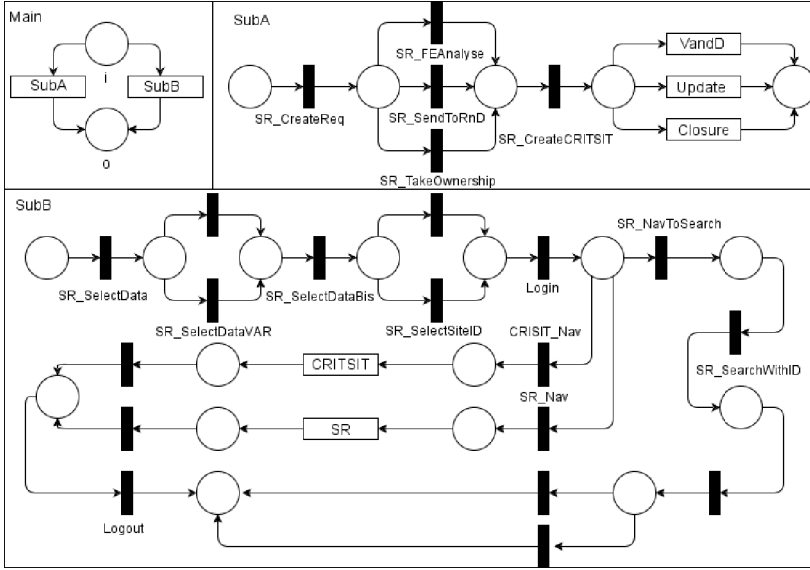 Main
i
SubA
SubB
o
SubA
SR_CreateReq
SR_FEAnalyse
SR_SendToRnD
SR_TakeOwnership
SR_CreateCRITSIT
VandD
Update
Closure
SubB
SR_SelectData
SR_SelectDataVAR
SR_SelectDataBis
SR_SelectSiteID
Login
SR_NavToSearch
CRISIT_Nav
SR_SearchWithID
CRITSIT
SR_Nav
SR
Logout